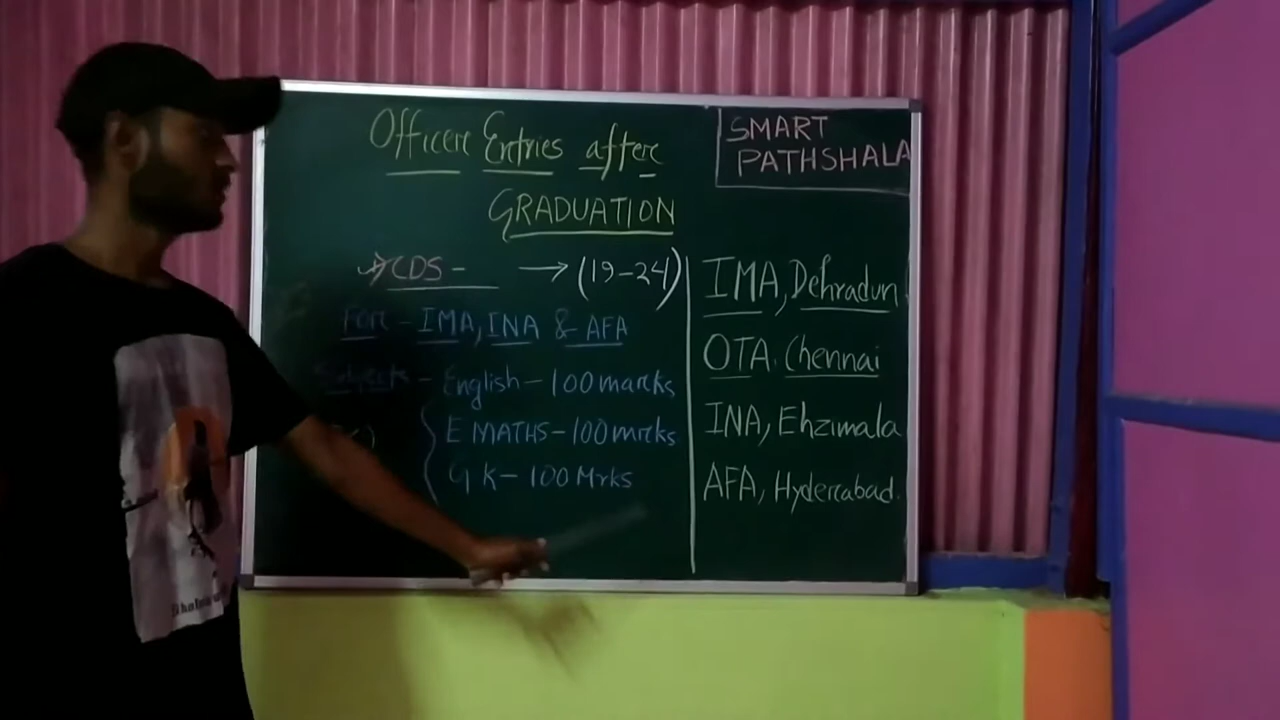 Officer Entries after
GRADUATION
SMART
PATHSHALA
→ CDS - → (19-24)
For - IMA, INA & AFA
Subjects - English - 100 marks
E MATHS - 100 mrks
G K - 100 Mrks
IMA, Dehradun.
OTA. Chennai
INA, Ehzimala
AFA, Hyderabad.